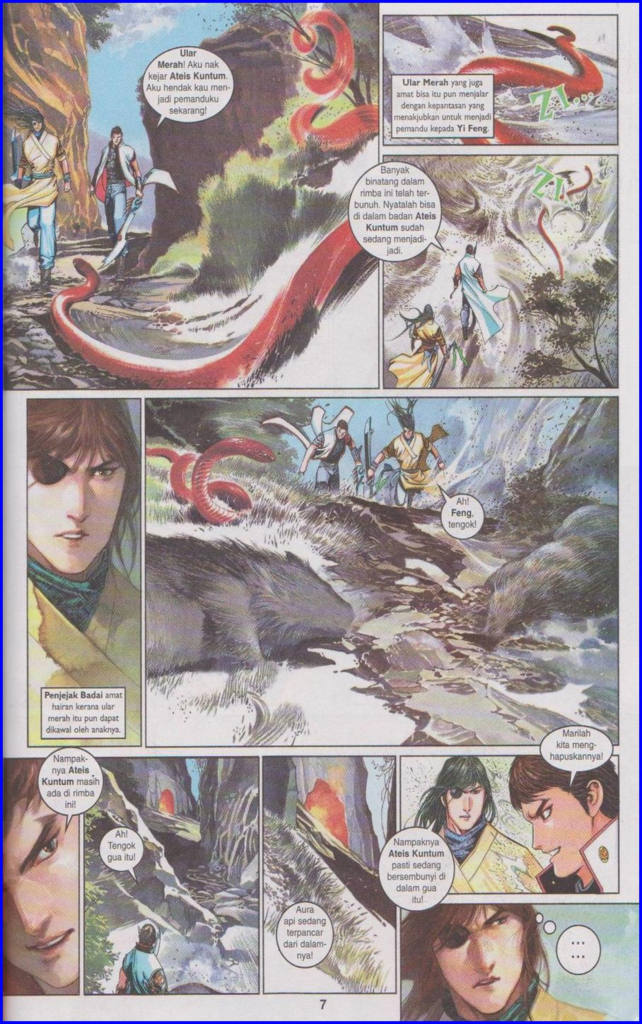 Ular
Merah! Aku nak
kejar Ateis Kuntum.
Aku hendak kau men-
jadi pemanduku
sekarang!
Ular Merah yang juga
amat bisa itu pun menjalar
dengan kepantasan yang
menakjubkan untuk menjadi
pemandu kepada Yi Feng.
ZI...
Banyak
binatang dalam
rimba ini telah ter-
bunuh. Nyatalah bisa
di dalam badan Ateis
Kuntum sudah
sedang menjadi-
jadi.
ZI...
Penjejak Badai amat
hairan kerana ular
merah itu pun dapat
dikawal oleh anaknya.
Ah!
Feng,
tengok!
Nampak-
nya Ateis
Kuntum masih
ada di rimba
ini!
Ah!
Tengok
gua itu!
Aura
api sedang
terpancar
dari dalam-
nya!
Marilah
kita meng-
hapuskannya!
Nampaknya
Ateis Kuntum
pasti sedang
bersembunyi di
dalam gua
itu!
...
...
7